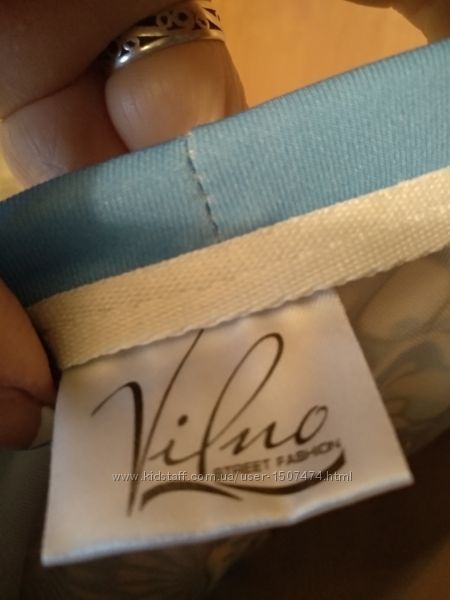 Vilno
STREET FASHION
www.kidstaff.com.ua/user-1507474.html